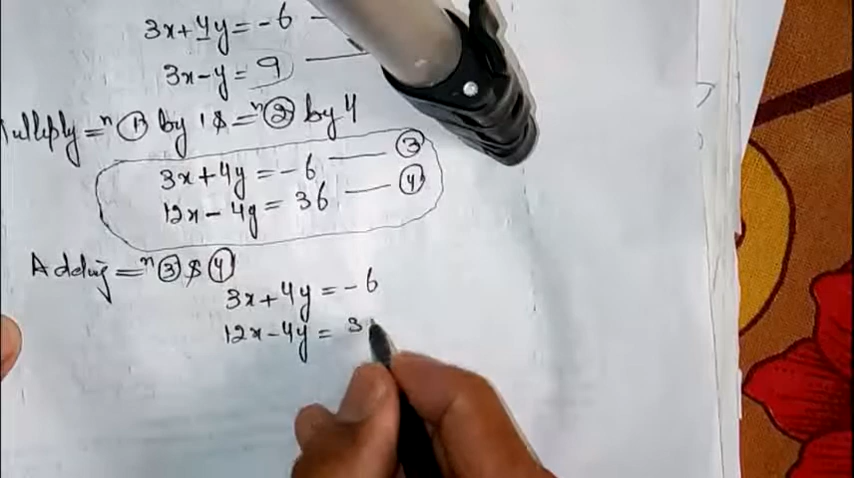 3x+4y=-6
3x-y=9
Multiply =ⁿ ① by 1 & =ⁿ ② by 4
3x+4y=-6 — ③
12x-4y=36 — ④
Adding =ⁿ ③ & ④
3x+4y=-6
12x-4y=3